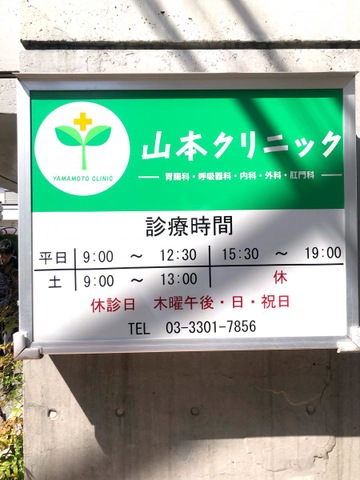 山本クリニック
YAMAMOTO CLINIC
胃腸科・呼吸器科・内科・外科・肛門科
診療時間
平日 9:00 ～ 12:30 15:30 ～ 19:00
土 9:00 ～ 13:00 休
休診日 木曜午後・日・祝日
TEL 03-3301-7856